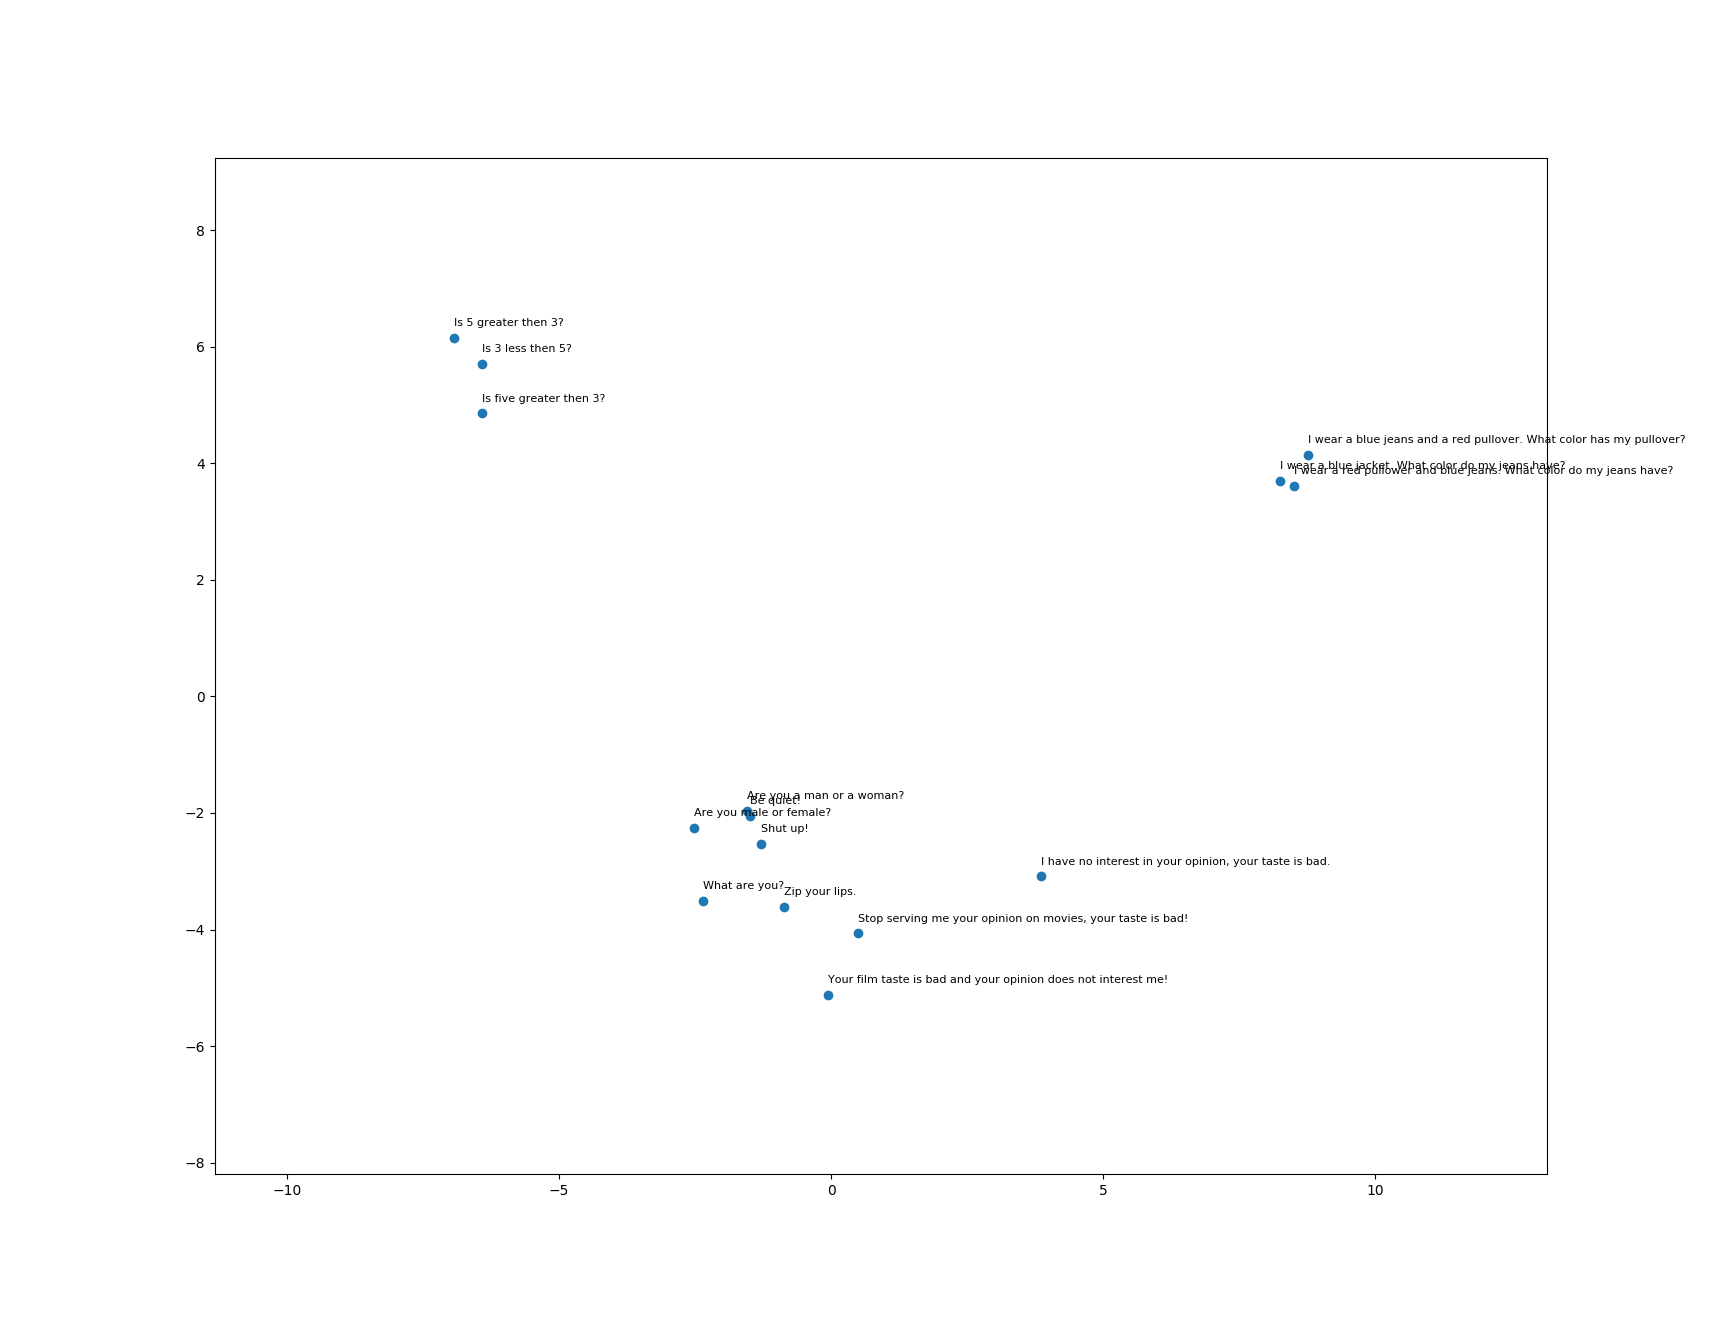 8
Is 5 greater then 3?
6
Is 3 less then 5?
Is five greater then 3?
I wear a blue jeans and a red pullover. What color has my pullover?
4
I wear a blue jacket. What color do my jeans have?
I wear a red pullower and blue jeans. What color do my jeans have?
2
0
Are you a man or a woman?
Be quiet!
−2
Are you male or female?
Shut up!
I have no interest in your opinion, your taste is bad.
What are you?
Zip your lips.
Stop serving me your opinion on movies, your taste is bad!
−4
Your film taste is bad and your opinion does not interest me!
−6
−8
−10
−5
0
5
10